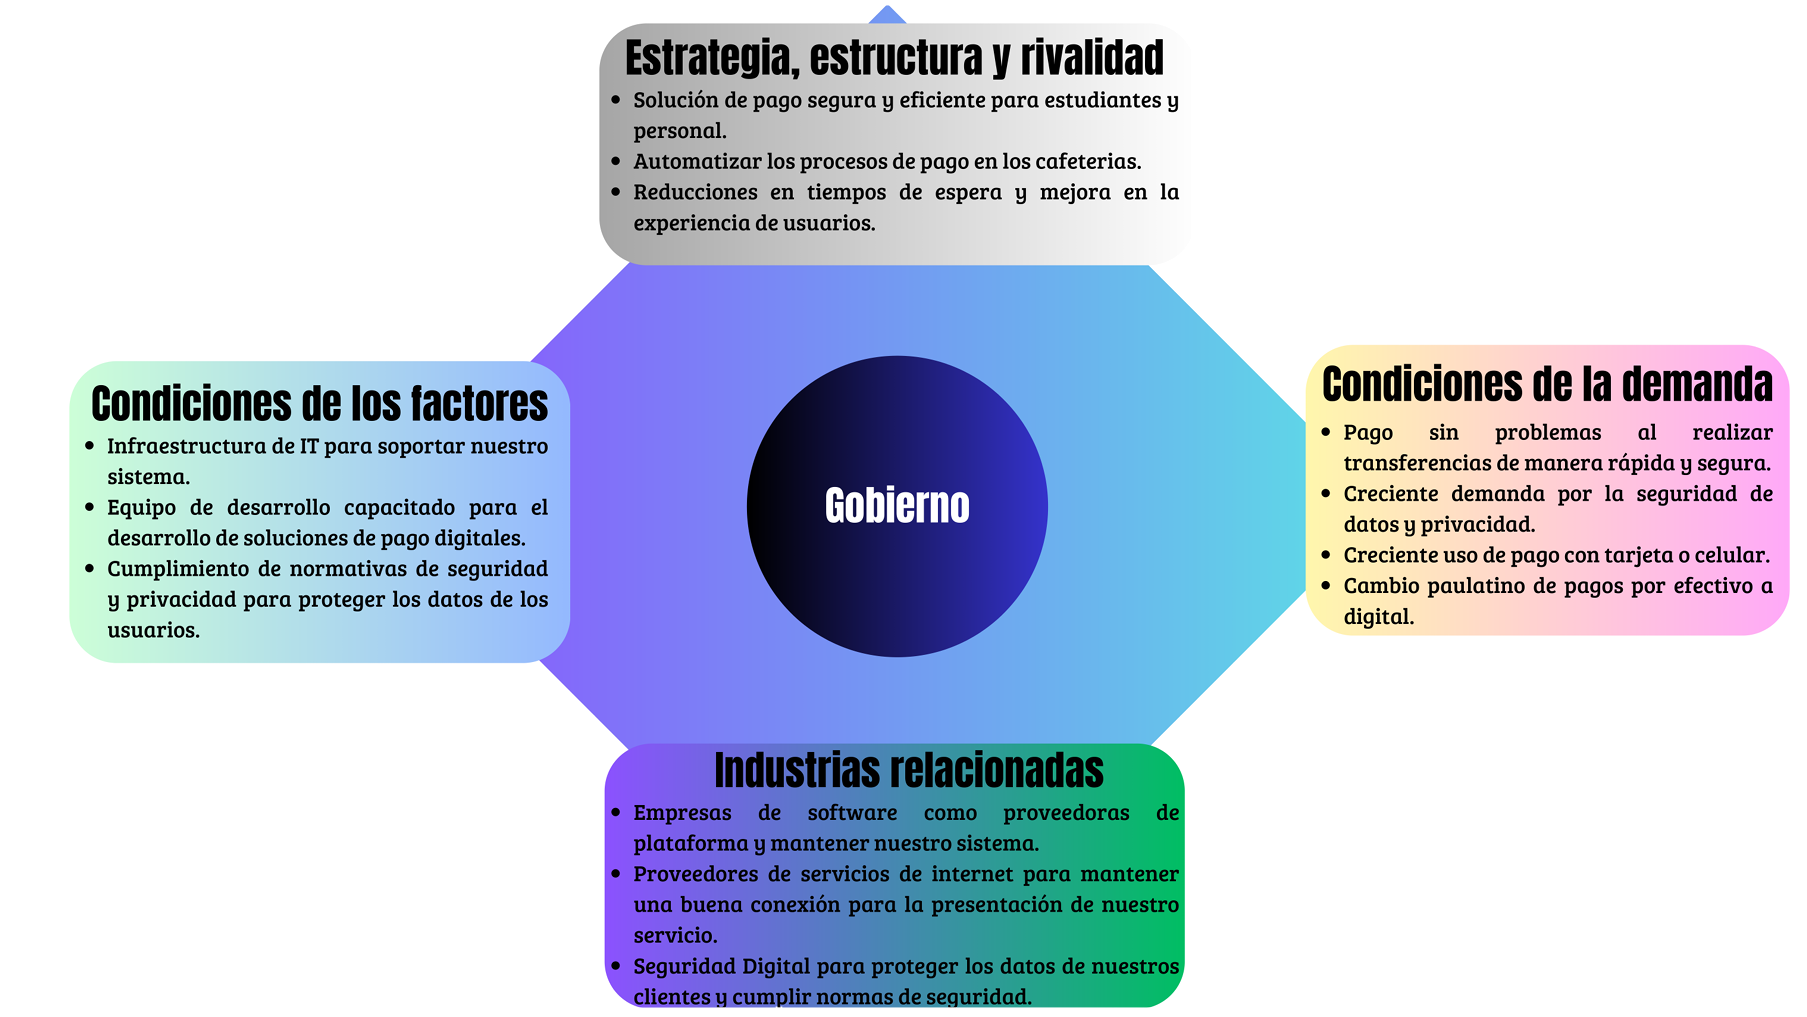 Estrategia, estructura y rivalidad
• Solución de pago segura y eficiente para estudiantes y
personal.
• Automatizar los procesos de pago en los cafeterias.
• Reducciones en tiempos de espera y mejora en la
experiencia de usuarios.
Condiciones de los factores
• Infraestructura de IT para soportar nuestro
sistema.
• Equipo de desarrollo capacitado para el
desarrollo de soluciones de pago digitales.
• Cumplimiento de normativas de seguridad
y privacidad para proteger los datos de los
usuarios.
Gobierno
Condiciones de la demanda
• Pago sin problemas al realizar
transferencias de manera rápida y segura.
• Creciente demanda por la seguridad de
datos y privacidad.
• Creciente uso de pago con tarjeta o celular.
• Cambio paulatino de pagos por efectivo a
digital.
Industrias relacionadas
• Empresas de software como proveedoras de
plataforma y mantener nuestro sistema.
• Proveedores de servicios de internet para mantener
una buena conexión para la presentación de nuestro
servicio.
• Seguridad Digital para proteger los datos de nuestros
clientes y cumplir normas de seguridad.